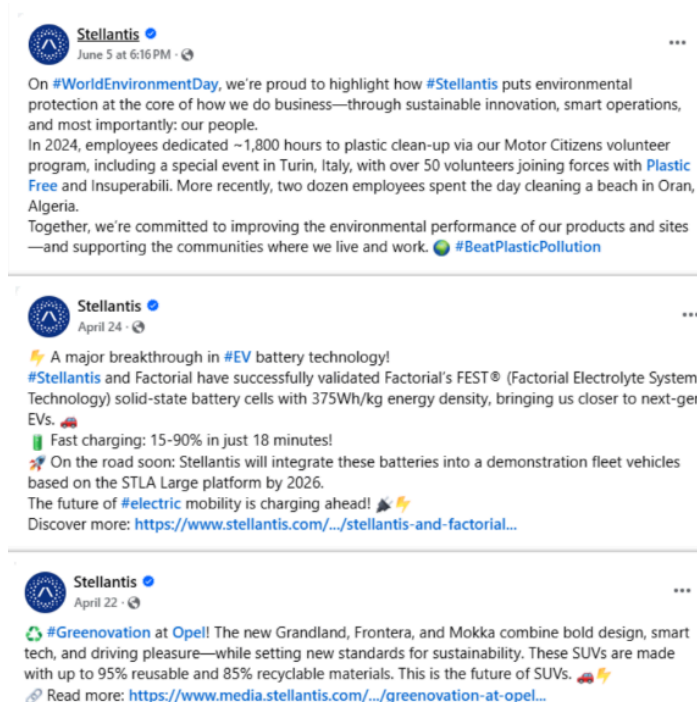 Stellantis
June 5 at 6:16 PM ·
On #WorldEnvironmentDay, we're proud to highlight how #Stellantis puts environmental
protection at the core of how we do business—through sustainable innovation, smart operations,
and most importantly: our people.
In 2024, employees dedicated ~1,800 hours to plastic clean-up via our Motor Citizens volunteer
program, including a special event in Turin, Italy, with over 50 volunteers joining forces with Plastic
Free and Insuperabili. More recently, two dozen employees spent the day cleaning a beach in Oran,
Algeria.
Together, we're committed to improving the environmental performance of our products and sites
—and supporting the communities where we live and work. 🌍 #BeatPlasticPollution
Stellantis
April 24 ·
⚡ A major breakthrough in #EV battery technology!
#Stellantis and Factorial have successfully validated Factorial's FEST® (Factorial Electrolyte System
Technology) solid-state battery cells with 375Wh/kg energy density, bringing us closer to next-gen
EVs. 🚗
🔋 Fast charging: 15-90% in just 18 minutes!
🚀 On the road soon: Stellantis will integrate these batteries into a demonstration fleet vehicles
based on the STLA Large platform by 2026.
The future of #electric mobility is charging ahead! 🔌⚡
Discover more: https://www.stellantis.com/.../stellantis-and-factorial...
Stellantis
April 22 ·
♻️ #Greenovation at Opel! The new Grandland, Frontera, and Mokka combine bold design, smart
tech, and driving pleasure—while setting new standards for sustainability. These SUVs are made
with up to 95% reusable and 85% recyclable materials. This is the future of SUVs. 🚗⚡
🔗 Read more: https://www.media.stellantis.com/.../greenovation-at-opel...